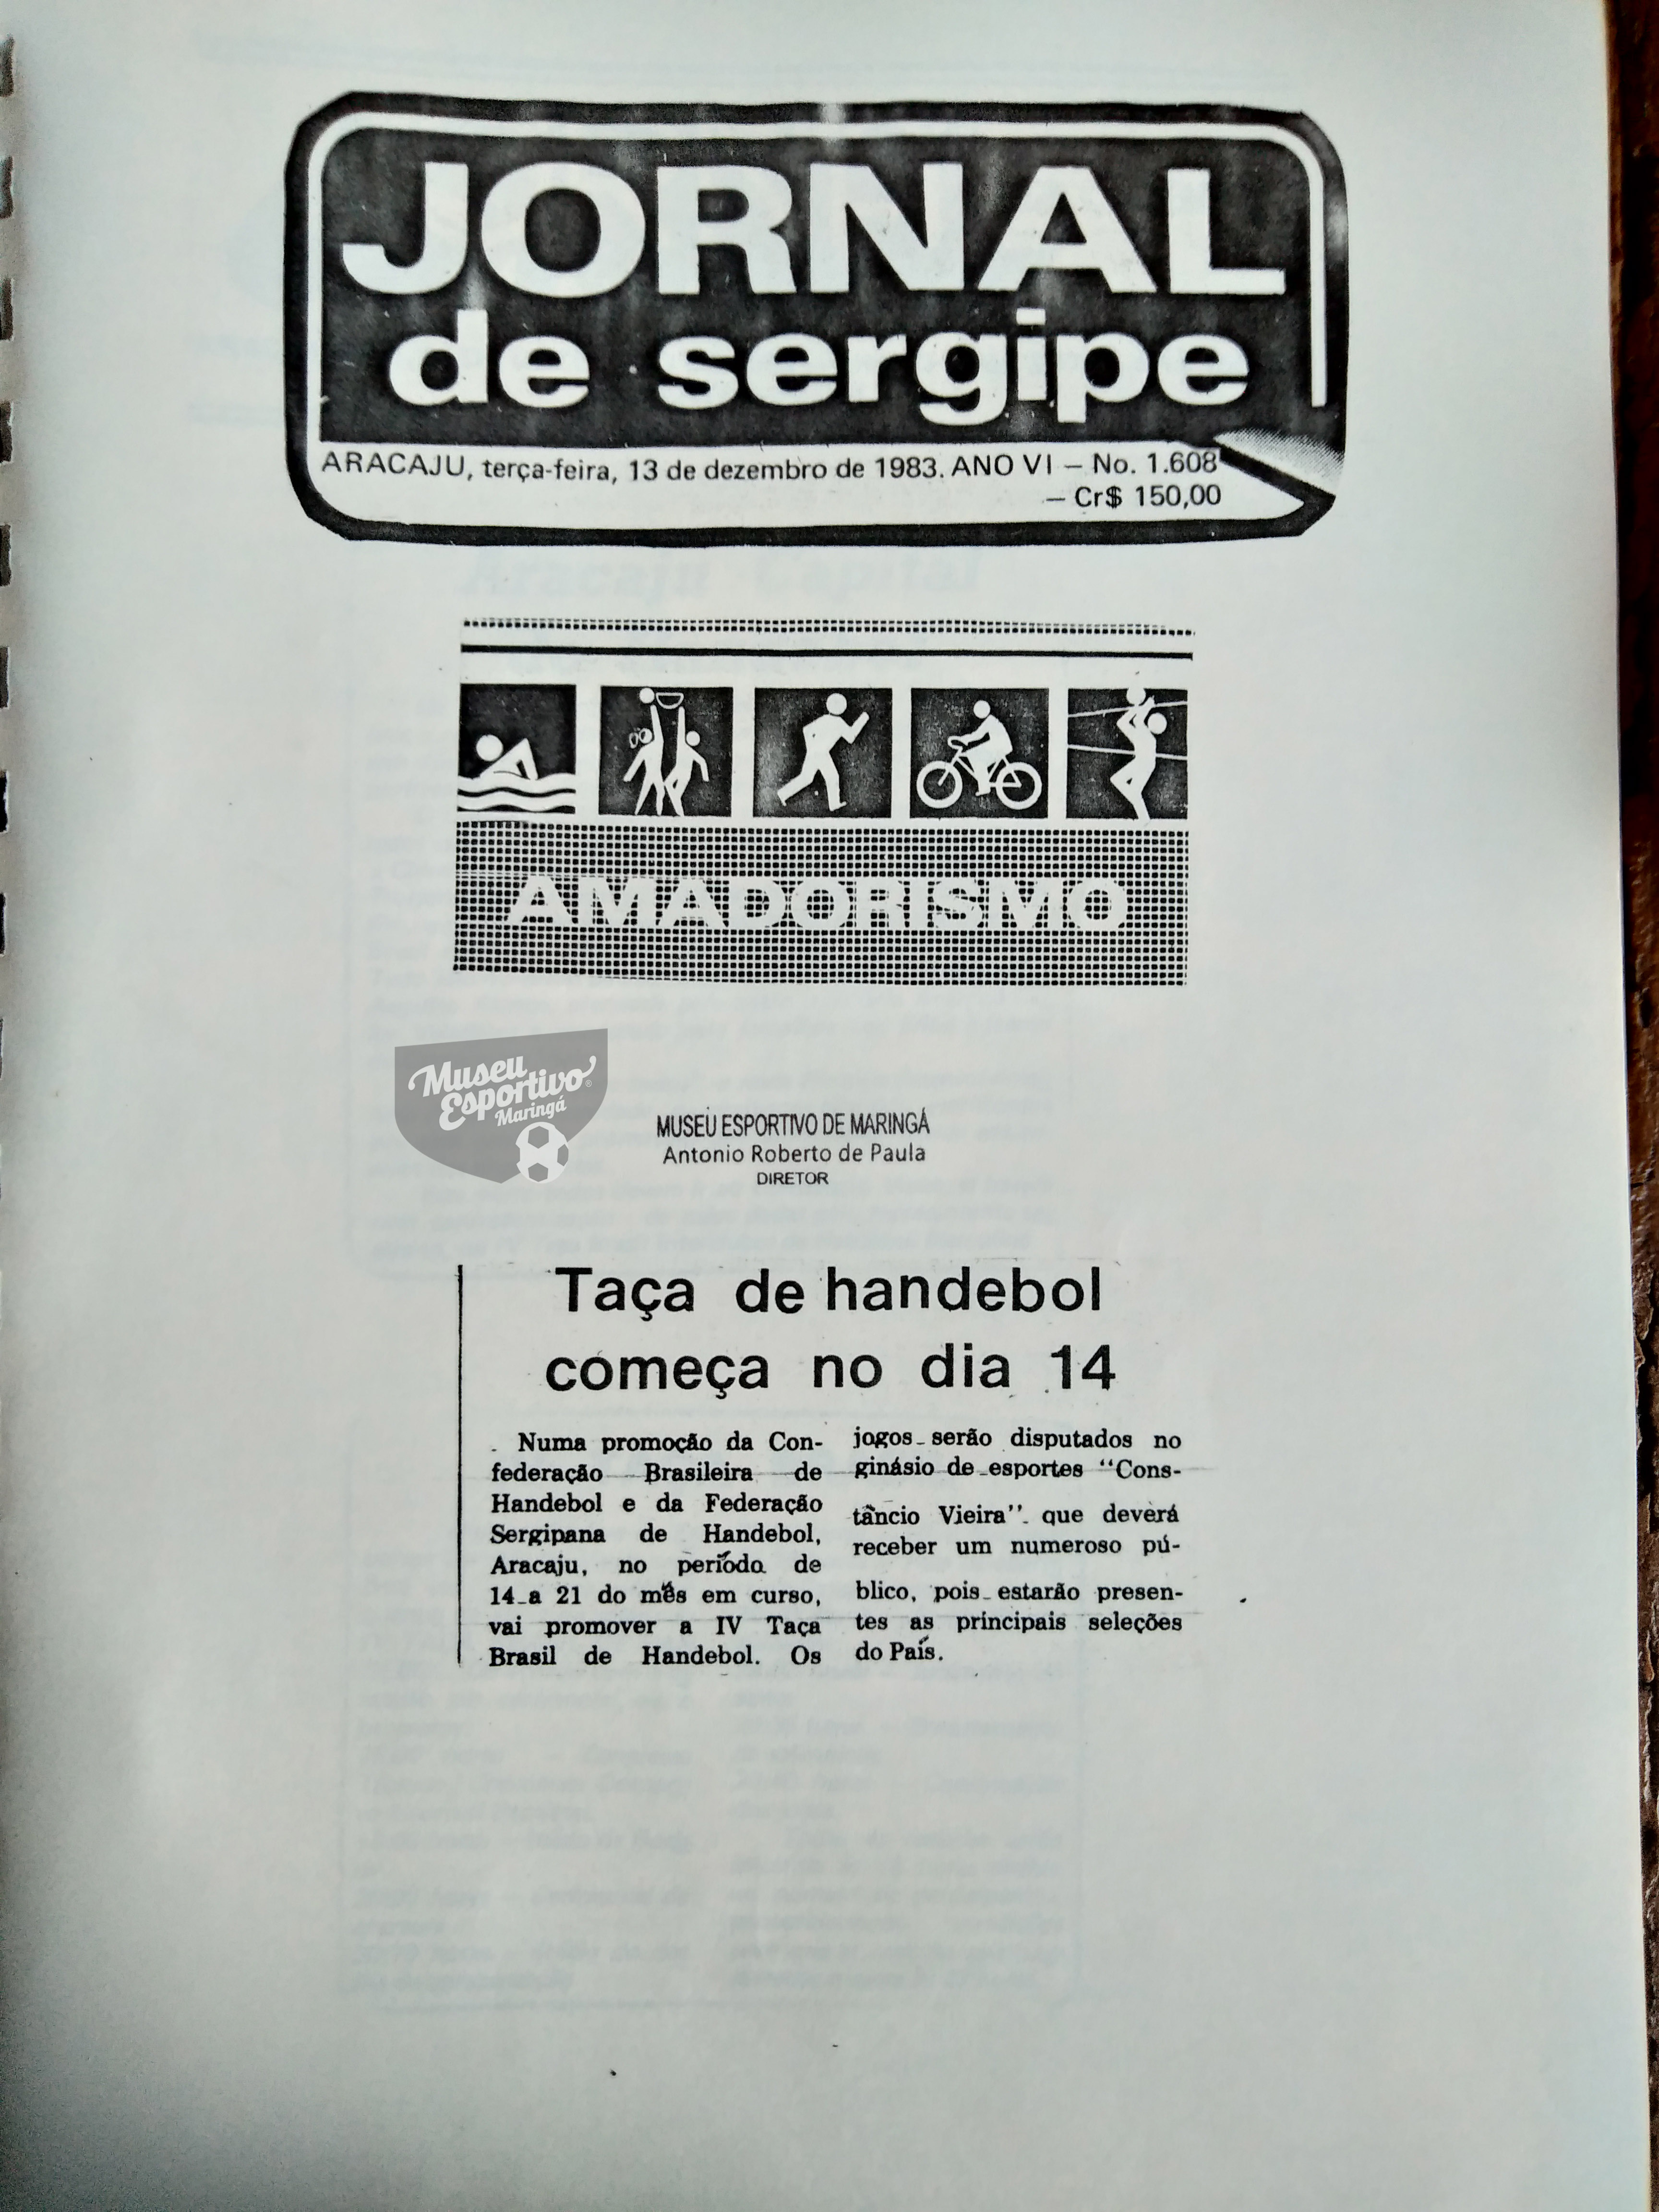 JORNAL
de sergipe
ARACAJU, terça-feira, 13 de dezembro de 1983. ANO VI – No. 1.608
– Cr$ 150,00
AMADORISMO
Museu
Esportivo®
Maringá
MUSEU ESPORTIVO DE MARINGÁ
Antonio Roberto de Paula
DIRETOR
Taça de handebol
começa no dia 14
Numa promoção da Con-
federação Brasileira de
Handebol e da Federação
Sergipana de Handebol,
Aracaju, no período de
14 a 21 do mês em curso,
vai promover a IV Taça
Brasil de Handebol. Os
jogos serão disputados no
ginásio de esportes "Cons-
tâncio Vieira". que deverá
receber um numeroso pú-
blico, pois estarão presen-
tes as principais seleções
do País.
Aracaju Capital